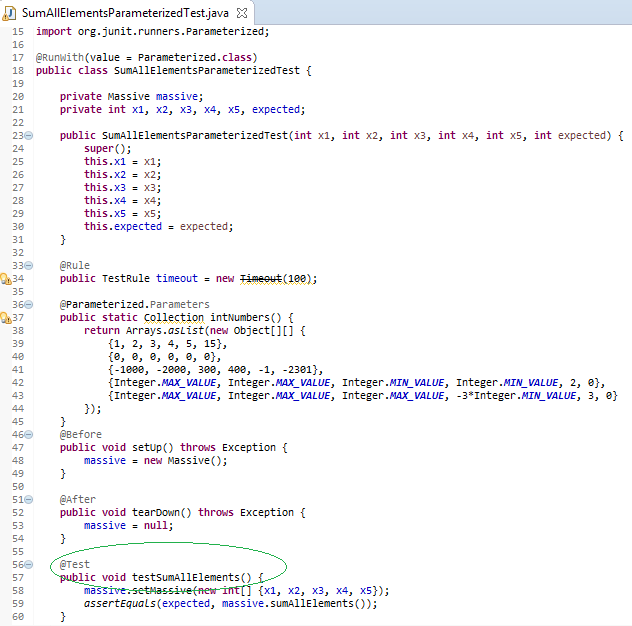 SumAllElementsParameterizedTest.java
15 import org.junit.runners.Parameterized;
16
17 @RunWith(value = Parameterized.class)
18 public class SumAllElementsParameterizedTest {
19
20 private Massive massive;
21 private int x1, x2, x3, x4, x5, expected;
22
23 public SumAllElementsParameterizedTest(int x1, int x2, int x3, int x4, int x5, int expected) {
24 super();
25 this.x1 = x1;
26 this.x2 = x2;
27 this.x3 = x3;
28 this.x4 = x4;
29 this.x5 = x5;
30 this.expected = expected;
31 }
32
33 @Rule
34 public TestRule timeout = new Timeout(100);
35
36 @Parameterized.Parameters
37 public static Collection intNumbers() {
38 return Arrays.asList(new Object[][] {
39 {1, 2, 3, 4, 5, 15},
40 {0, 0, 0, 0, 0, 0},
41 {-1000, -2000, 300, 400, -1, -2301},
42 {Integer.MAX_VALUE, Integer.MAX_VALUE, Integer.MIN_VALUE, Integer.MIN_VALUE, 2, 0},
43 {Integer.MAX_VALUE, Integer.MAX_VALUE, Integer.MAX_VALUE, -3*Integer.MIN_VALUE, 3, 0}
44 });
45 }
46 @Before
47 public void setUp() throws Exception {
48 massive = new Massive();
49 }
50
51 @After
52 public void tearDown() throws Exception {
53 massive = null;
54 }
55
56 @Test
57 public void testSumAllElements() {
58 massive.setMassive(new int[] {x1, x2, x3, x4, x5});
59 assertEquals(expected, massive.sumAllElements());
60 }